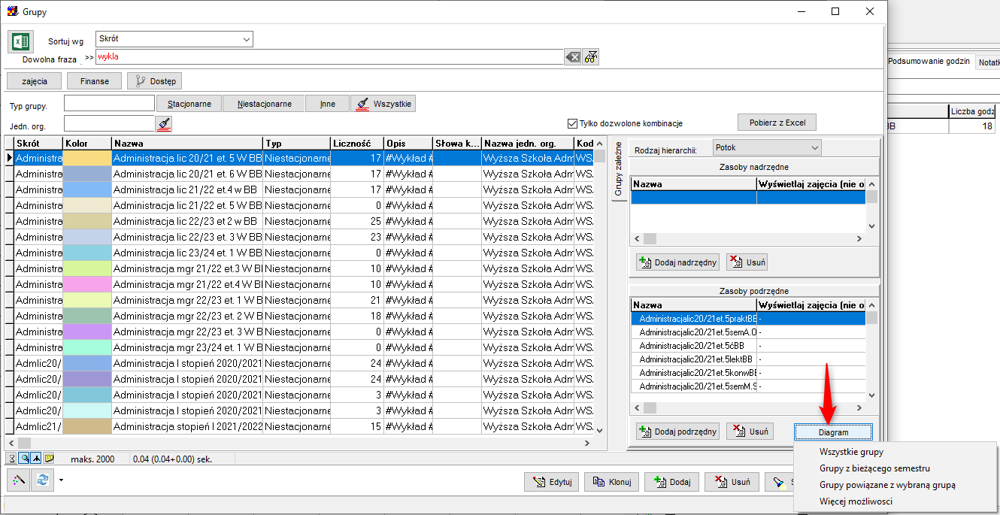 Grupy
Sortuj wg Skrót
Dowolna fraza >> wykla
zajęcia Finanse Dostęp
Typ grupy. Stacjonarne Niestacjonarne Inne Wszystkie
Jedn. org. Tylko dozwolone kombinacje Pobierz z Excel
Skrót Kolor Nazwa Typ Liczność Opis Słowa k... Nazwa jedn. org. Kod
Administra Administracja lic 20/21 et. 5 W BB Niestacjonarne 17 #Wykład # Wyższa Szkoła Adm WS.
Administra Administracja lic 20/21 et. 6 W BB Niestacjonarne 17 #Wykład # Wyższa Szkoła Adm WS.
Administra Administracja lic 21/22 et.4 w BB Niestacjonarne 17 #Wykład # Wyższa Szkoła Adm WS.
Administra Administracja lic 21/22 et. 5 W BB Niestacjonarne 0 #Wykład # Wyższa Szkoła Adm WS.
Administra Administracja lic 22/23 et 2 w BB Niestacjonarne 25 #Wykład # Wyższa Szkoła Adm WS.
Administra Administracja lic 22/23 et. 3 W BB Niestacjonarne 23 #Wykład # Wyższa Szkoła Adm WS.
Administra Administracja lic 23/24 et. 1 W BB Niestacjonarne 0 #Wykład # Wyższa Szkoła Adm WS.
Administra Administracja mgr 21/22 et.3 W BB Niestacjonarne 10 #Wykład # Wyższa Szkoła Adm WS.
Administra Administracja mgr 21/22 et.4 W B Niestacjonarne 10 #Wykład # Wyższa Szkoła Adm WS.
Administra Administracja mgr 22/23 et. 1 W B Niestacjonarne 21 #Wykład # Wyższa Szkoła Adm WS.
Administra Administracja mgr 22/23 et. 2 W B Niestacjonarne 18 #Wykład # Wyższa Szkoła Adm WS.
Administra Administracja mgr 22/23 et. 3 W B Niestacjonarne 0 #Wykład # Wyższa Szkoła Adm WS.
Administra Administracja mgr 23/24 et. 1 W B Niestacjonarne 0 #Wykład # Wyższa Szkoła Adm WS.
Admlic20/ Administracja I stopień 2020/2021 Niestacjonarne 24 #Wykład # Wyższa Szkoła Adm WS.
Admlic20/ Administracja I stopień 2020/2021 Niestacjonarne 24 #Wykład # Wyższa Szkoła Adm WS.
Admlic20/ Administracja I stopień 2020/2021 Niestacjonarne 3 #Wykład # Wyższa Szkoła Adm WS.
Admlic20/ Administracja I stopień 2020/2021 Niestacjonarne 3 #Wykład # Wyższa Szkoła Adm WS.
Admlic21/ Administracja stopień I 2021/2022 Niestacjonarne 15 #Wykład # Wyższa Szkoła Adm WS.
maks. 2000 0.04 (0.04+0.00) sek.
Grupy zależne
Rodzaj hierarchii: Potok
Zasoby nadrzędne
Nazwa Wyświetlaj zajęcia (nie o
Dodaj nadrzędny Usuń
Zasoby podrzędne
Nazwa Wyświetlaj zajęcia (nie o
Administracjalic20/21et.5praktBB -
Administracjalic20/21et.5semA.O -
Administracjalic20/21et.5ćBB -
Administracjalic20/21et.5lektBB -
Administracjalic20/21et.5konwBB -
Administracjalic20/21et.5semM.S -
Dodaj podrzędny Usuń Diagram
Wszystkie grupy
Grupy z bieżącego semestru
Grupy powiązane z wybraną grupą
Więcej możliwosci
Edytuj Klonuj Dodaj Usuń S
Podsumowanie godzin Notatk
Liczba godz
BB 18